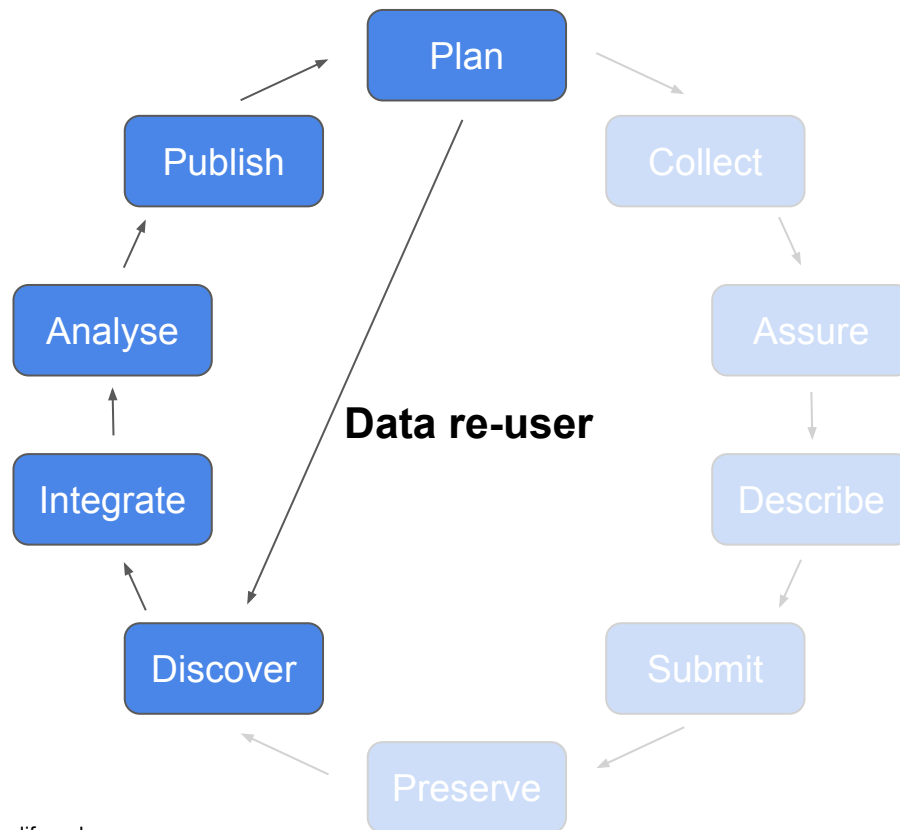 Plan
Publish
Collect
Analyse
Assure
Data re-user
Integrate
Describe
Discover
Submit
Preserve